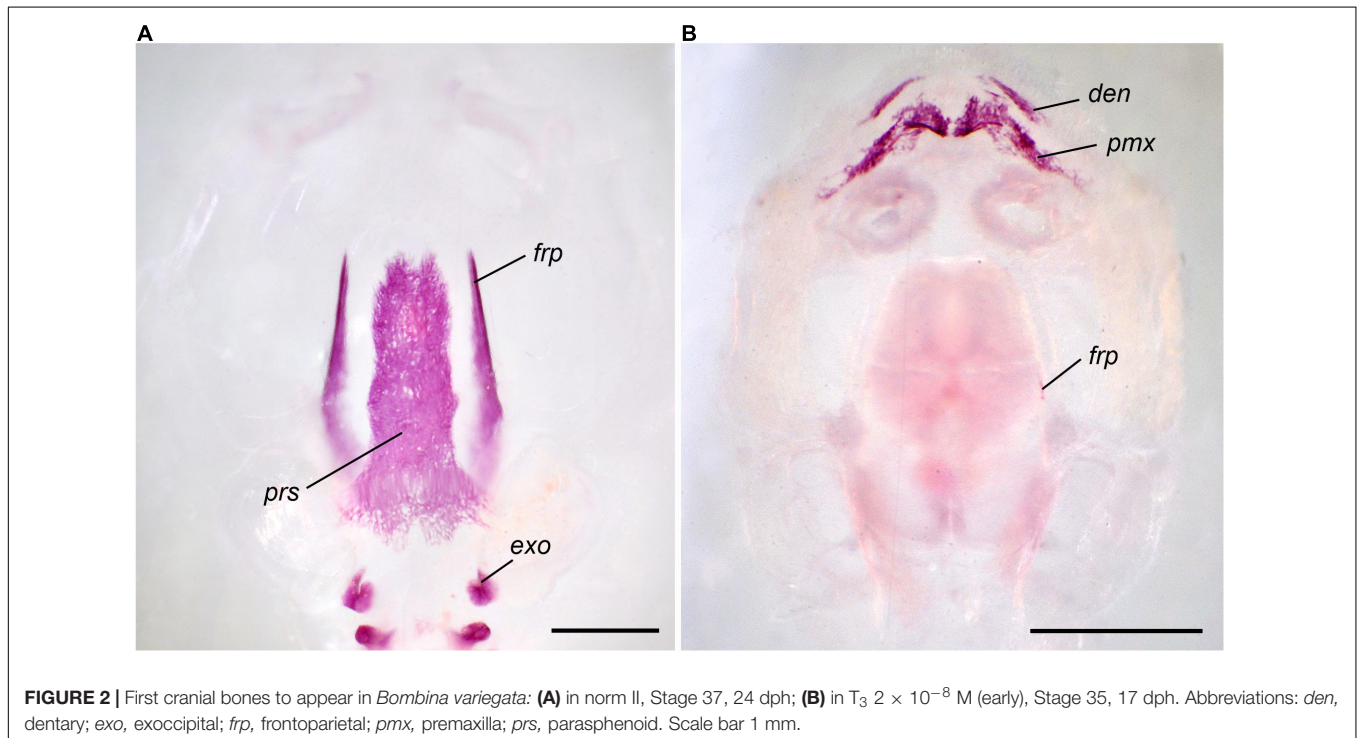 A
B
den
pmx
frp
frp
prs
exo
FIGURE 2 | First cranial bones to appear in Bombina variegata: (A) in norm II, Stage 37, 24 dph; (B) in T₃ 2 × 10⁻⁸ M (early), Stage 35, 17 dph. Abbreviations: den,
dentary; exo, exoccipital; frp, frontoparietal; pmx, premaxilla; prs, parasphenoid. Scale bar 1 mm.